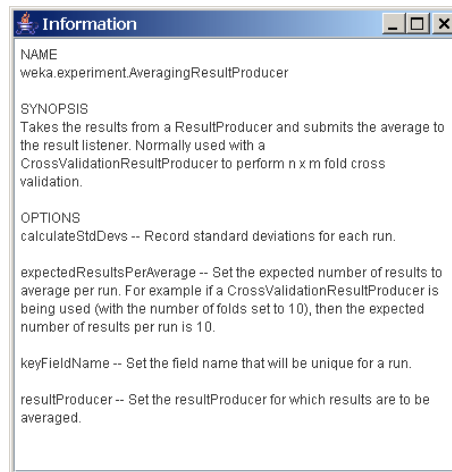 Information
NAME
weka.experiment.AveragingResultProducer
SYNOPSIS
Takes the results from a ResultProducer and submits the average to
the result listener. Normally used with a
CrossValidationResultProducer to perform n x m fold cross
validation.
OPTIONS
calculateStdDevs -- Record standard deviations for each run.
expectedResultsPerAverage -- Set the expected number of results to
average per run. For example if a CrossValidationResultProducer is
being used (with the number of folds set to 10), then the expected
number of results per run is 10.
keyFieldName -- Set the field name that will be unique for a run.
resultProducer -- Set the resultProducer for which results are to be
averaged.